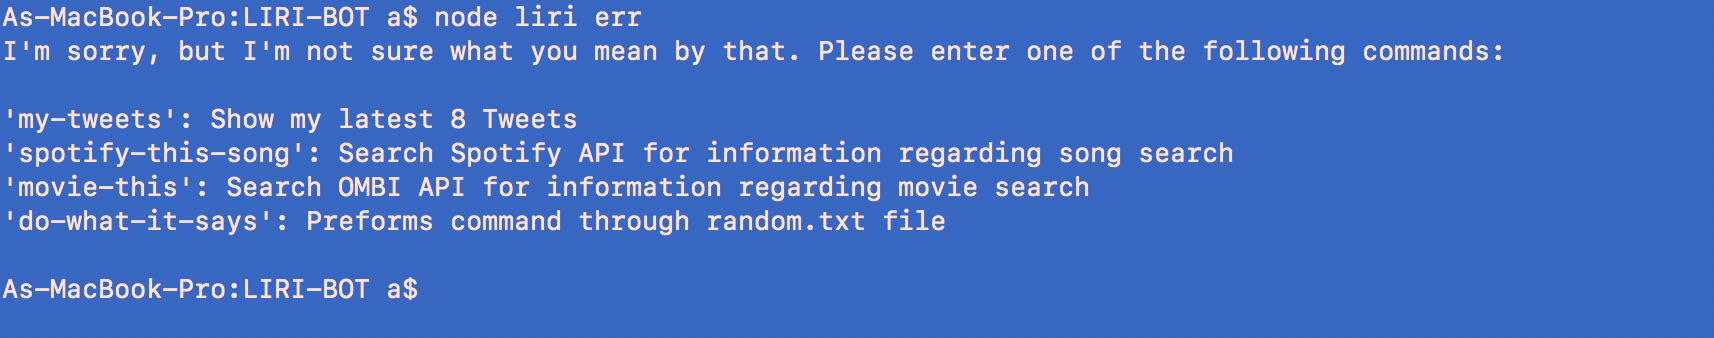 As-MacBook-Pro:LIRI-BOT a$ node liri err
I'm sorry, but I'm not sure what you mean by that. Please enter one of the following commands:
'my-tweets': Show my latest 8 Tweets
'spotify-this-song': Search Spotify API for information regarding song search
'movie-this': Search OMBI API for information regarding movie search
'do-what-it-says': Preforms command through random.txt file
As-MacBook-Pro:LIRI-BOT a$